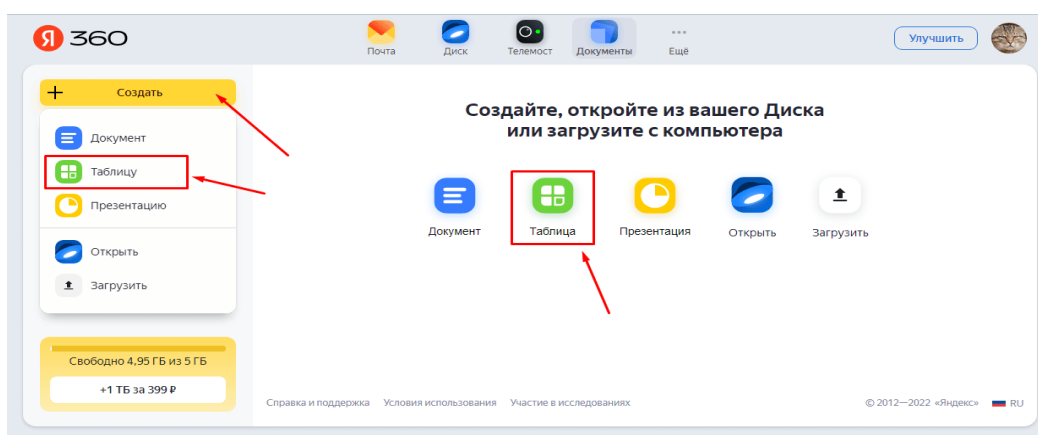 Я 360
Почта
Диск
Телемост
Документы
Ещё
Улучшить
Создать
Документ
Таблицу
Презентацию
Открыть
Загрузить
Свободно 4,95 ГБ из 5 ГБ
+1 ТБ за 399 ₽
Создайте, откройте из вашего Диска
или загрузите с компьютера
Документ
Таблица
Презентация
Открыть
Загрузить
Справка и поддержка
Условия использования
Участие в исследованиях
© 2012—2022 «Яндекс»
RU